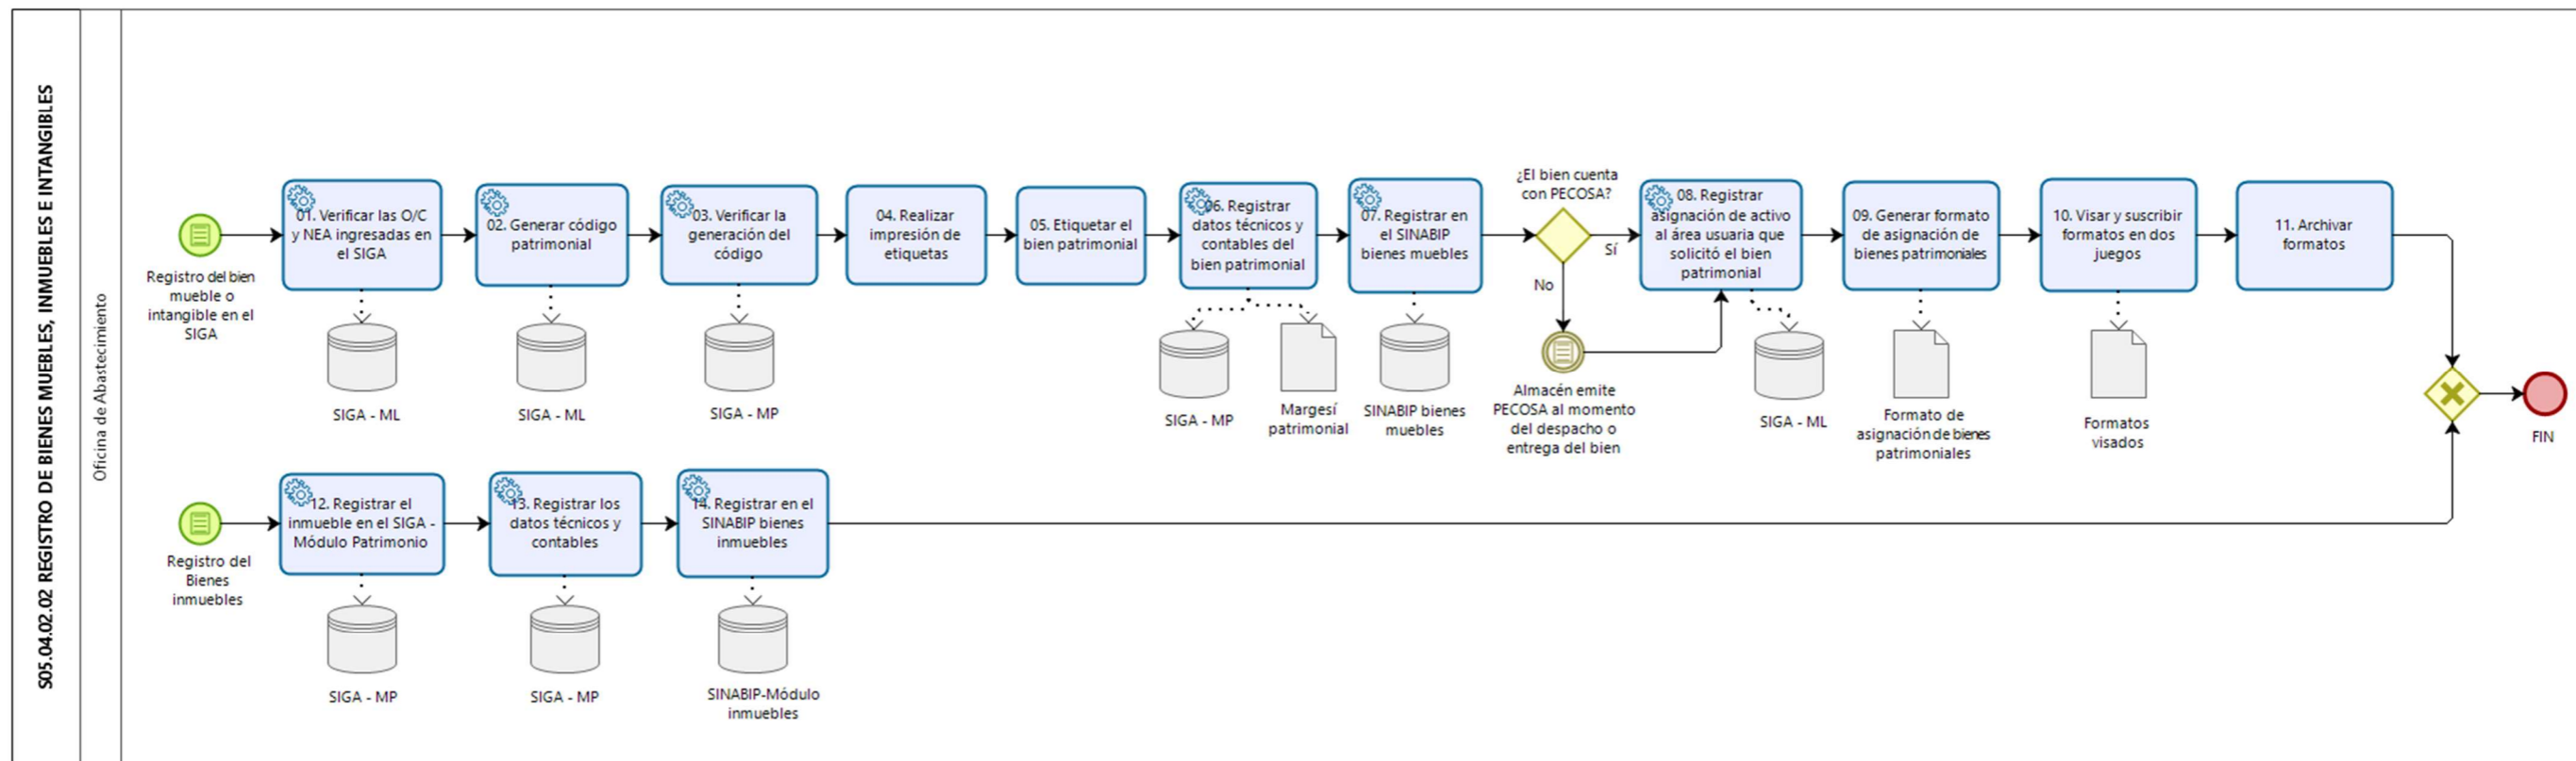 S05.04.02.02 REGISTRO DE BIENES MUEBLES, INMUEBLES E INTANGIBLES
Oficina de Abastecimiento
Registro del bien
mueble o
intangible en el
SIGA
01. Verificar las O/C
y NEA ingresadas en
el SIGA
SIGA - ML
02. Generar código
patrimonial
SIGA - ML
03. Verificar la
generación del
código
SIGA - MP
04. Realizar
impresión de
etiquetas
05. Etiquetar el
bien patrimonial
06. Registrar
datos técnicos y
contables del
bien patrimonial
SIGA - MP
Margesí
patrimonial
07. Registrar en
el SINABIP
bienes muebles
SINABIP bienes
muebles
¿El bien cuenta
con PECOSA?
Sí
No
Almacén emite
PECOSA al momento
del despacho o
entrega del bien
08. Registrar
asignación de activo
al área usuaria que
solicitó el bien
patrimonial
SIGA - ML
09. Generar formato
de asignación de
bienes patrimoniales
Formato de
asignación de bienes
patrimoniales
10. Visar y suscribir
formatos en dos
juegos
Formatos
visados
11. Archivar
formatos
FIN
Registro del
Bienes
inmuebles
12. Registrar el
inmueble en el SIGA -
Módulo Patrimonio
SIGA - MP
13. Registrar los
datos técnicos y
contables
SIGA - MP
14. Registrar en el
SINABIP bienes
inmuebles
SINABIP-Módulo
inmuebles